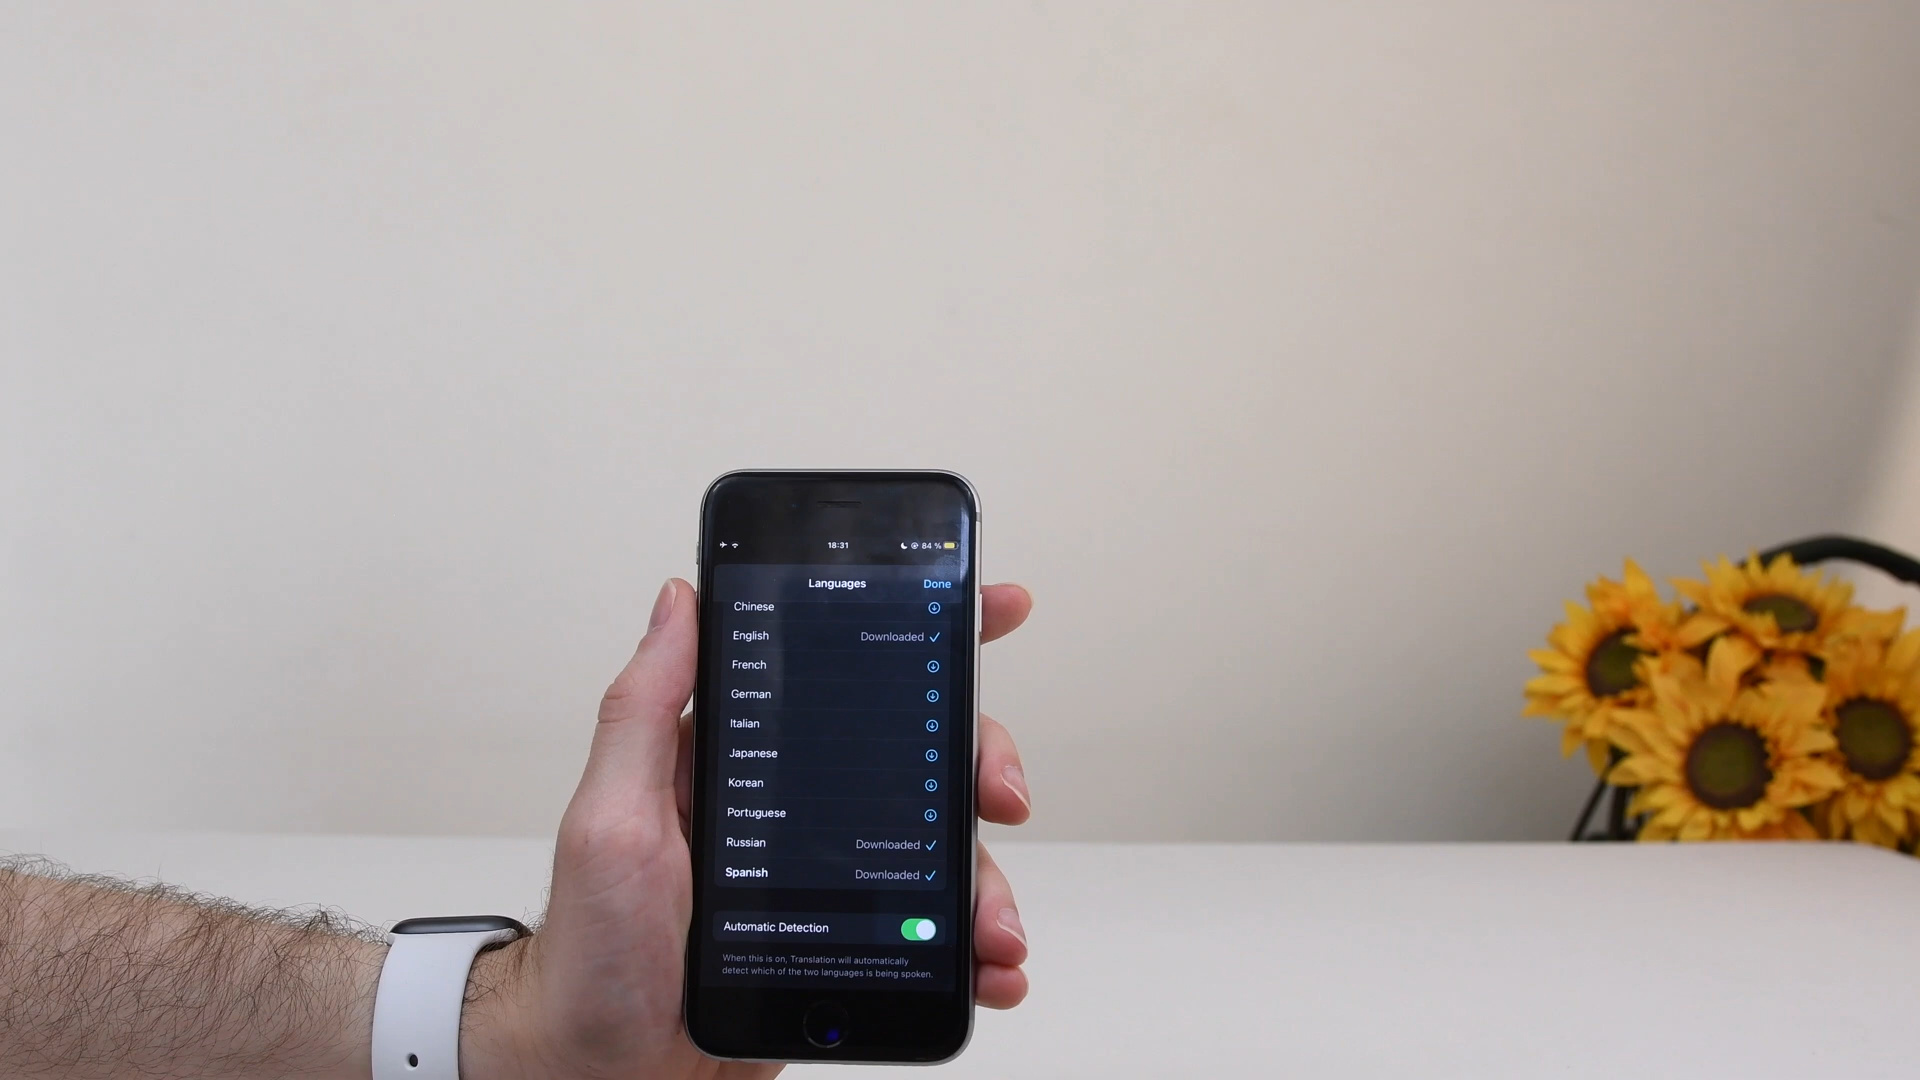 18:31 84 %
Languages Done
Chinese
English Downloaded
French
German
Italian
Japanese
Korean
Portuguese
Russian Downloaded
Spanish Downloaded
Automatic Detection
When this is on, Translation will automatically
detect which of the two languages is being spoken.